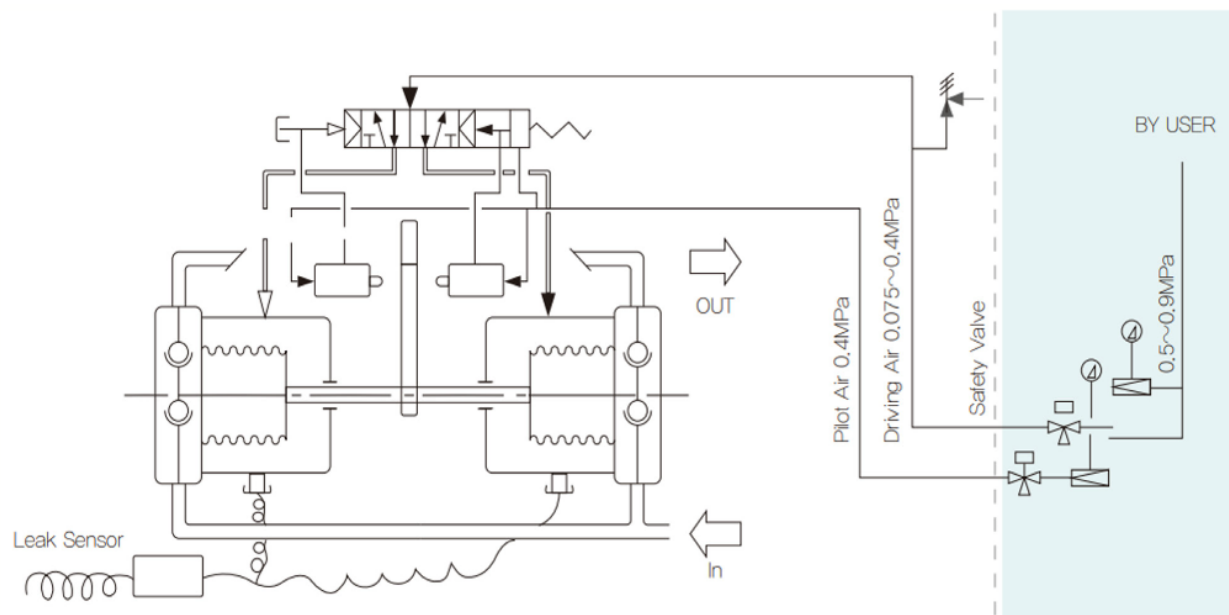 BY USER
OUT
Pilot Air 0.4MPa
Driving Air 0.075~0.4MPa
Safety Valve
0.5~0.9MPa
Leak Sensor
In